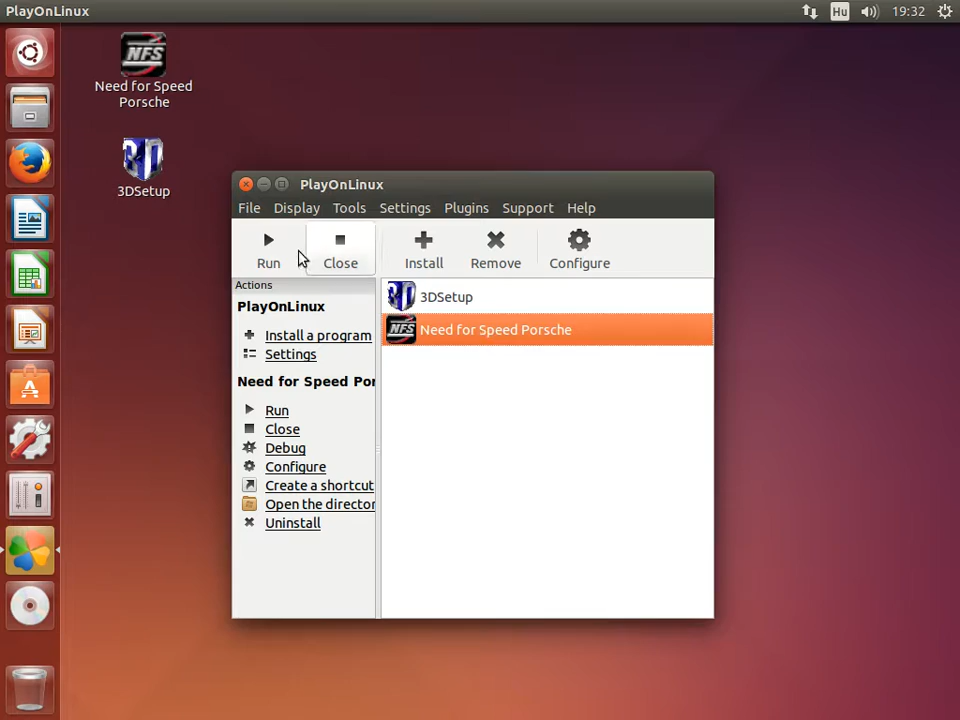 PlayOnLinux
Hu
19:32
NFS
Need for Speed
Porsche
3DSetup
PlayOnLinux
File Display Tools Settings Plugins Support Help
Run
Close
Install
Remove
Configure
Actions
PlayOnLinux
Install a program
Settings
Need for Speed Por
Run
Close
Debug
Configure
Create a shortcut
Open the director
Uninstall
3DSetup
NFS
Need for Speed Porsche